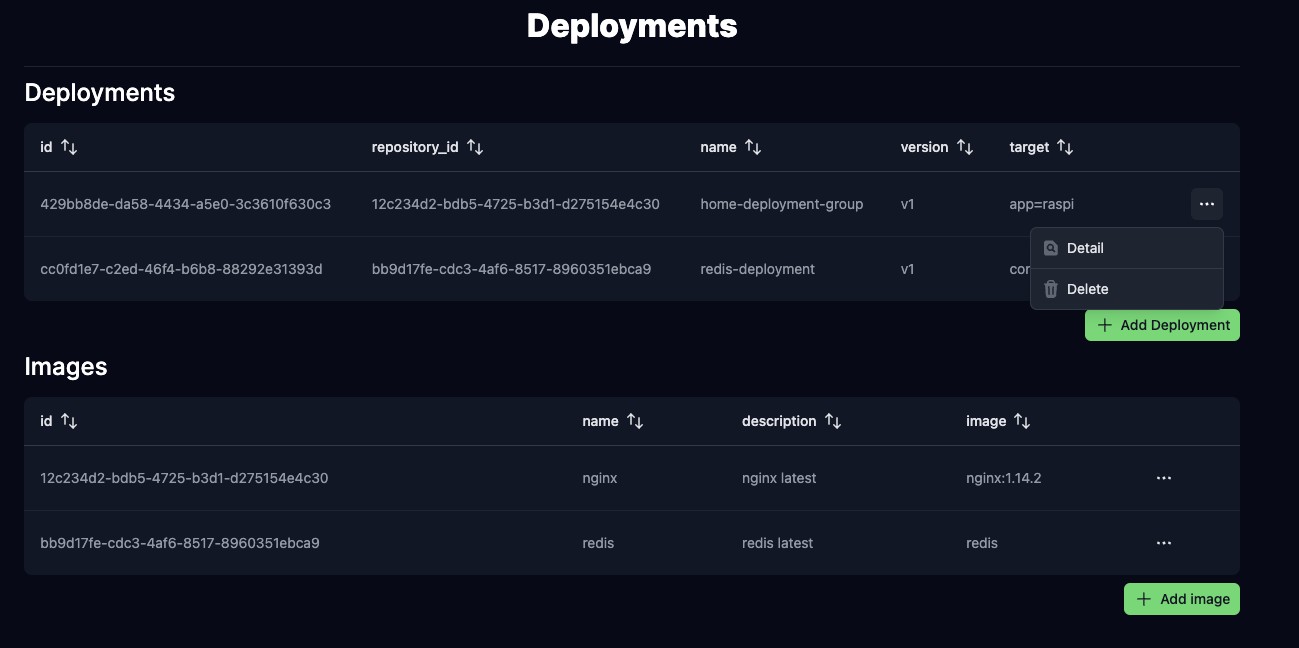 Deployments
Deployments
id repository_id name version target
429bb8de-da58-4434-a5e0-3c3610f630c3 12c234d2-bdb5-4725-b3d1-d275154e4c30 home-deployment-group v1 app=raspi
Detail
cc0fd1e7-c2ed-46f4-b6b8-88292e31393d bb9d17fe-cdc3-4af6-8517-8960351ebca9 redis-deployment v1
Delete
Add Deployment
Images
id name description image
12c234d2-bdb5-4725-b3d1-d275154e4c30 nginx nginx latest nginx:1.14.2
bb9d17fe-cdc3-4af6-8517-8960351ebca9 redis redis latest redis
Add image